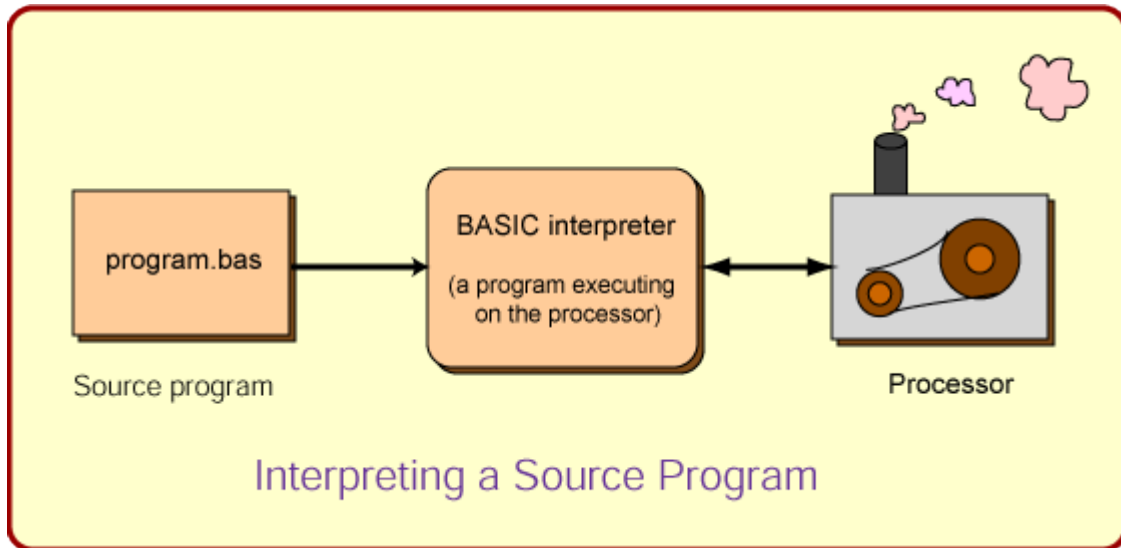 program.bas
Source program
BASIC interpreter
(a program executing
on the processor)
Processor
Interpreting a Source Program